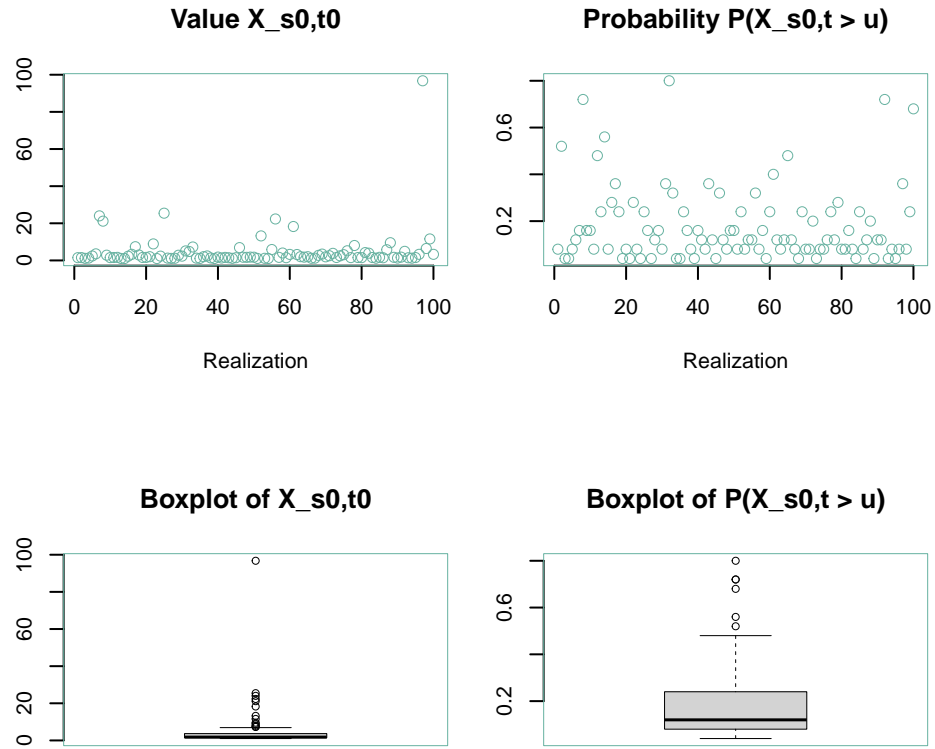 Value X_s0,t0
Probability P(X_s0,t > u)
100
60
20
0
0 20 40 60 80 100
Realization
0.6
0.2
0 20 40 60 80 100
Realization
Boxplot of X_s0,t0
Boxplot of P(X_s0,t > u)
100
60
20
0
0.6
0.2